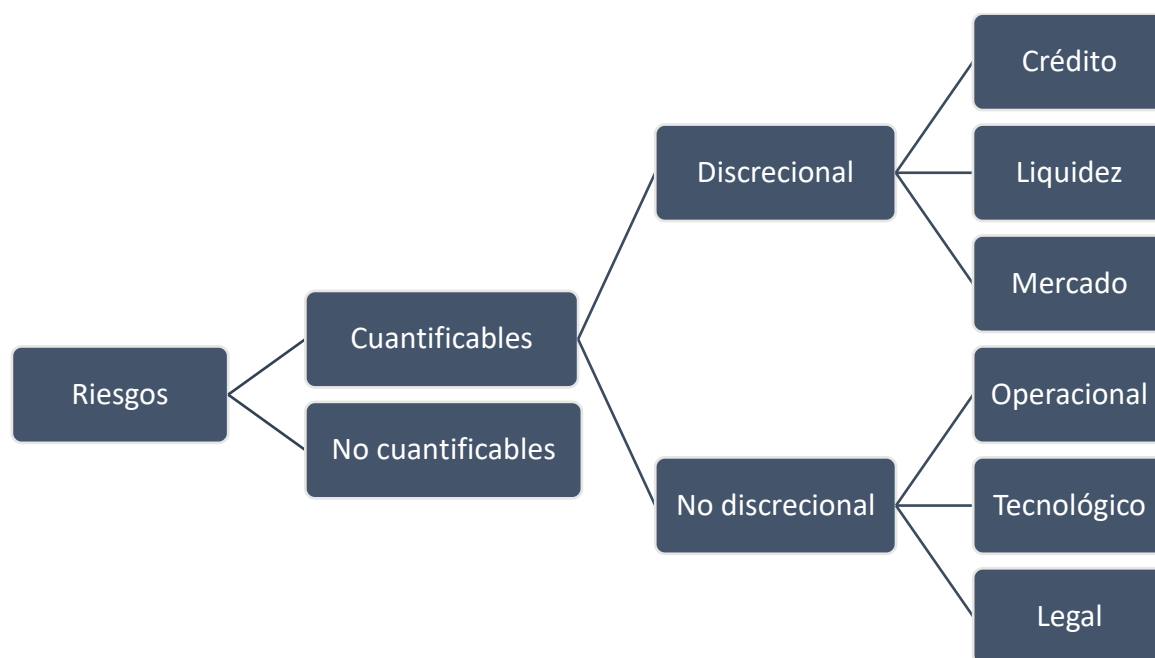 Riesgos
Cuantificables
No cuantificables
Discrecional
No discrecional
Crédito
Liquidez
Mercado
Operacional
Tecnológico
Legal